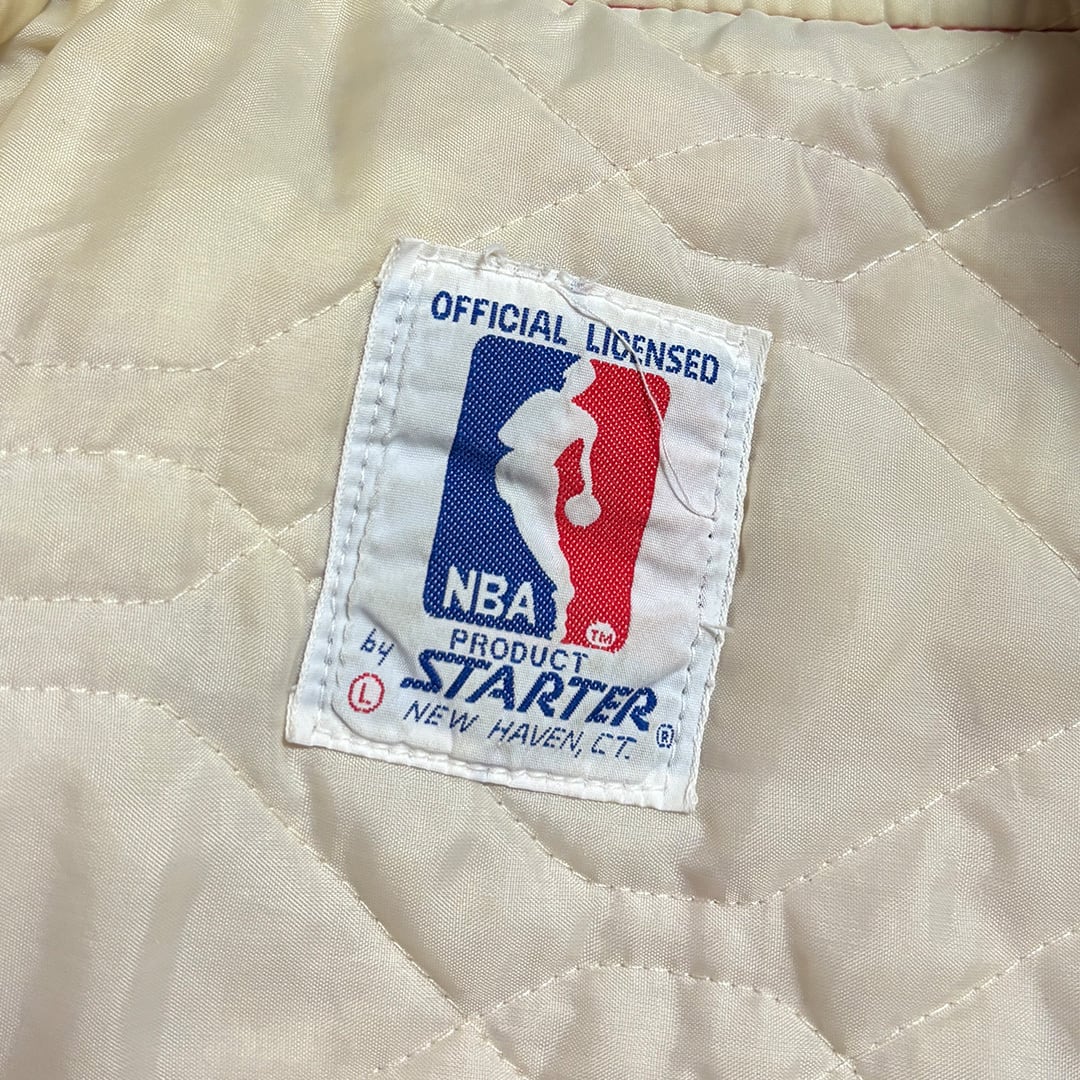 OFFICIAL LICENSED
NBA
TM
PRODUCT
by STARTER®
L
NEW HAVEN, CT.